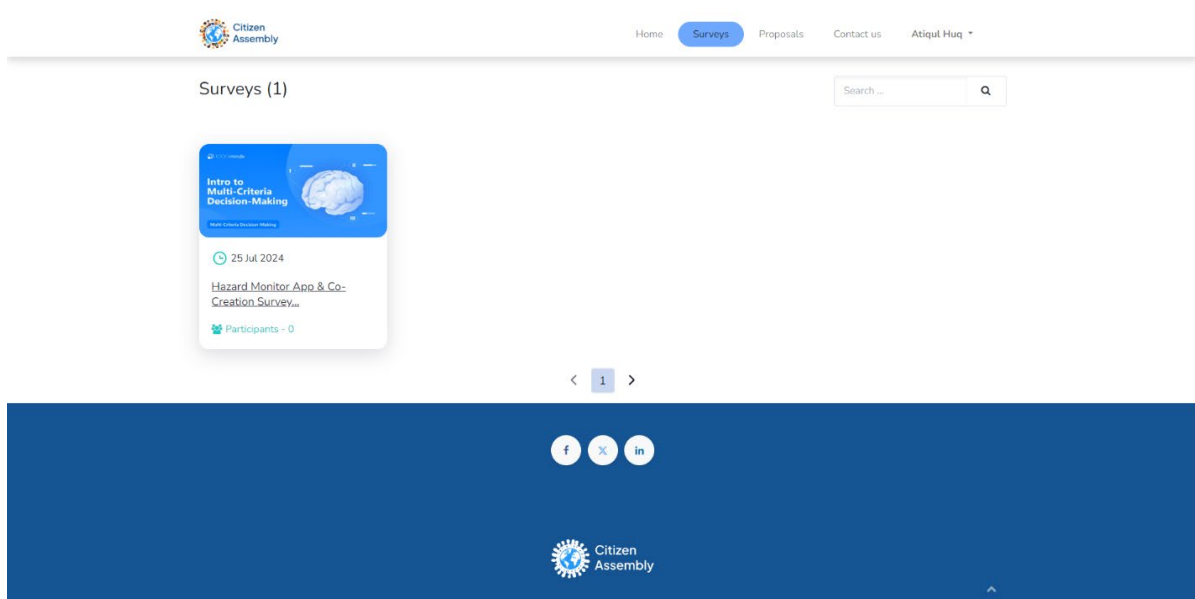 Citizen
Assembly
Home Surveys Proposals Contact us Atiqul Huq
Surveys (1)
Search ...
Intro to
Multi-Criteria
Decision-Making
Multi Criteria Decision Making
25 Jul 2024
Hazard Monitor App & Co-
Creation Survey...
Participants - 0
1
f X in
Citizen
Assembly